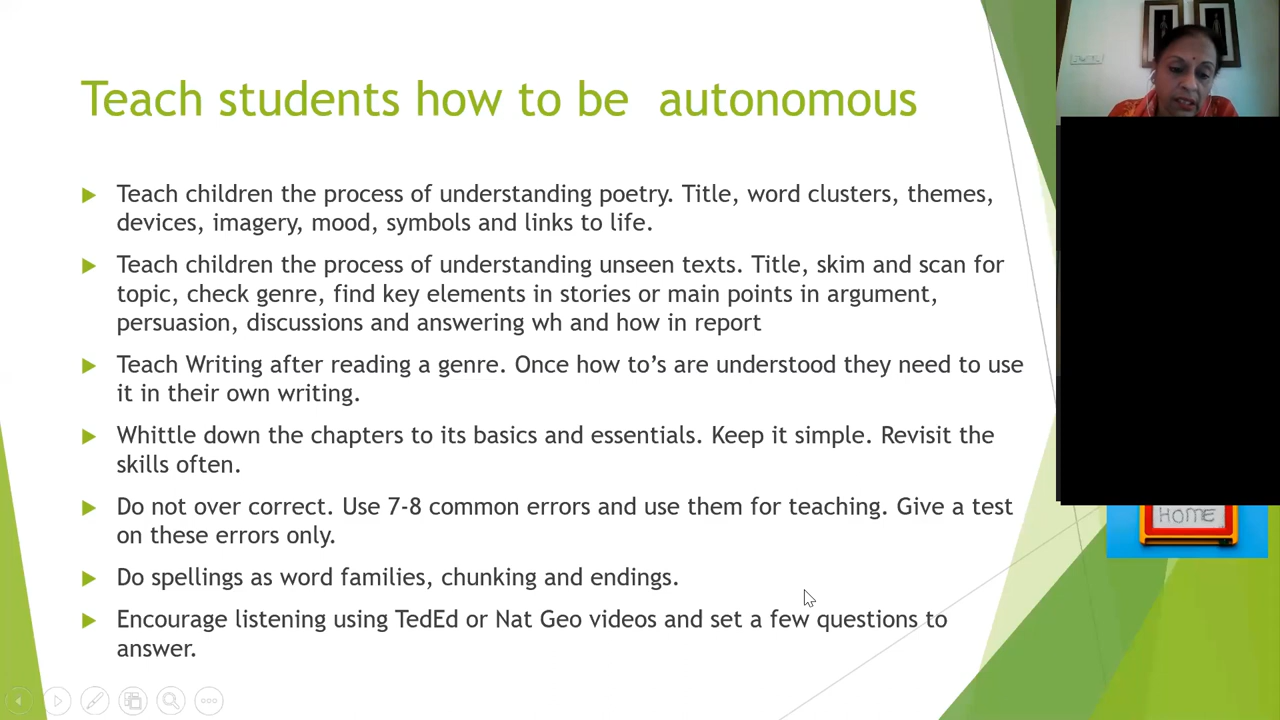 Teach students how to be autonomous
Teach children the process of understanding poetry. Title, word clusters, themes,
devices, imagery, mood, symbols and links to life.
Teach children the process of understanding unseen texts. Title, skim and scan for
topic, check genre, find key elements in stories or main points in argument,
persuasion, discussions and answering wh and how in report
Teach Writing after reading a genre. Once how to’s are understood they need to use
it in their own writing.
Whittle down the chapters to its basics and essentials. Keep it simple. Revisit the
skills often.
Do not over correct. Use 7-8 common errors and use them for teaching. Give a test
on these errors only.
Do spellings as word families, chunking and endings.
Encourage listening using TedEd or Nat Geo videos and set a few questions to
answer.
HOME